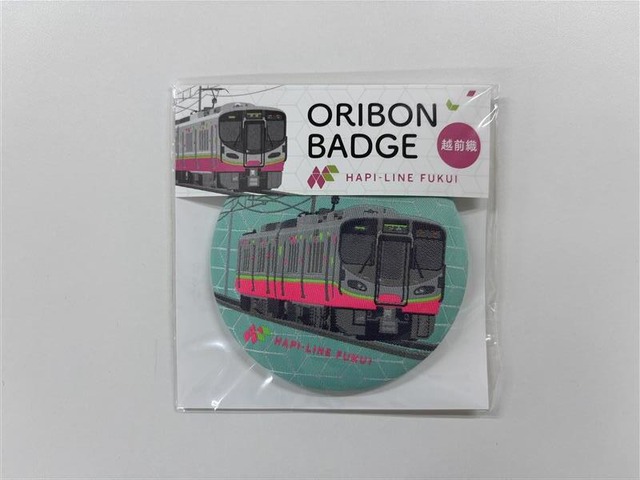 ORIBON
BADGE
越前織
HAPI-LINE FUKUI
HAPI-LINE FUKUI